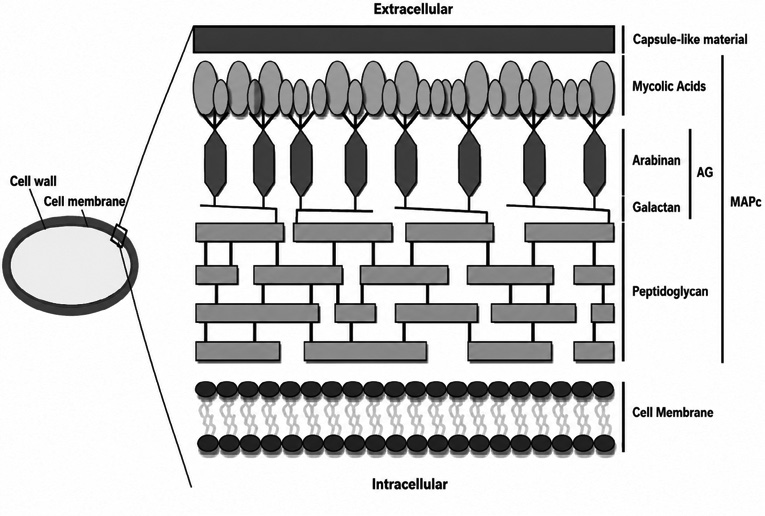 Extracellular
Capsule-like material
Mycolic Acids
Arabinan
AG
Galactan
MAPc
Cell wall
Cell membrane
Peptidoglycan
Cell Membrane
Intracellular